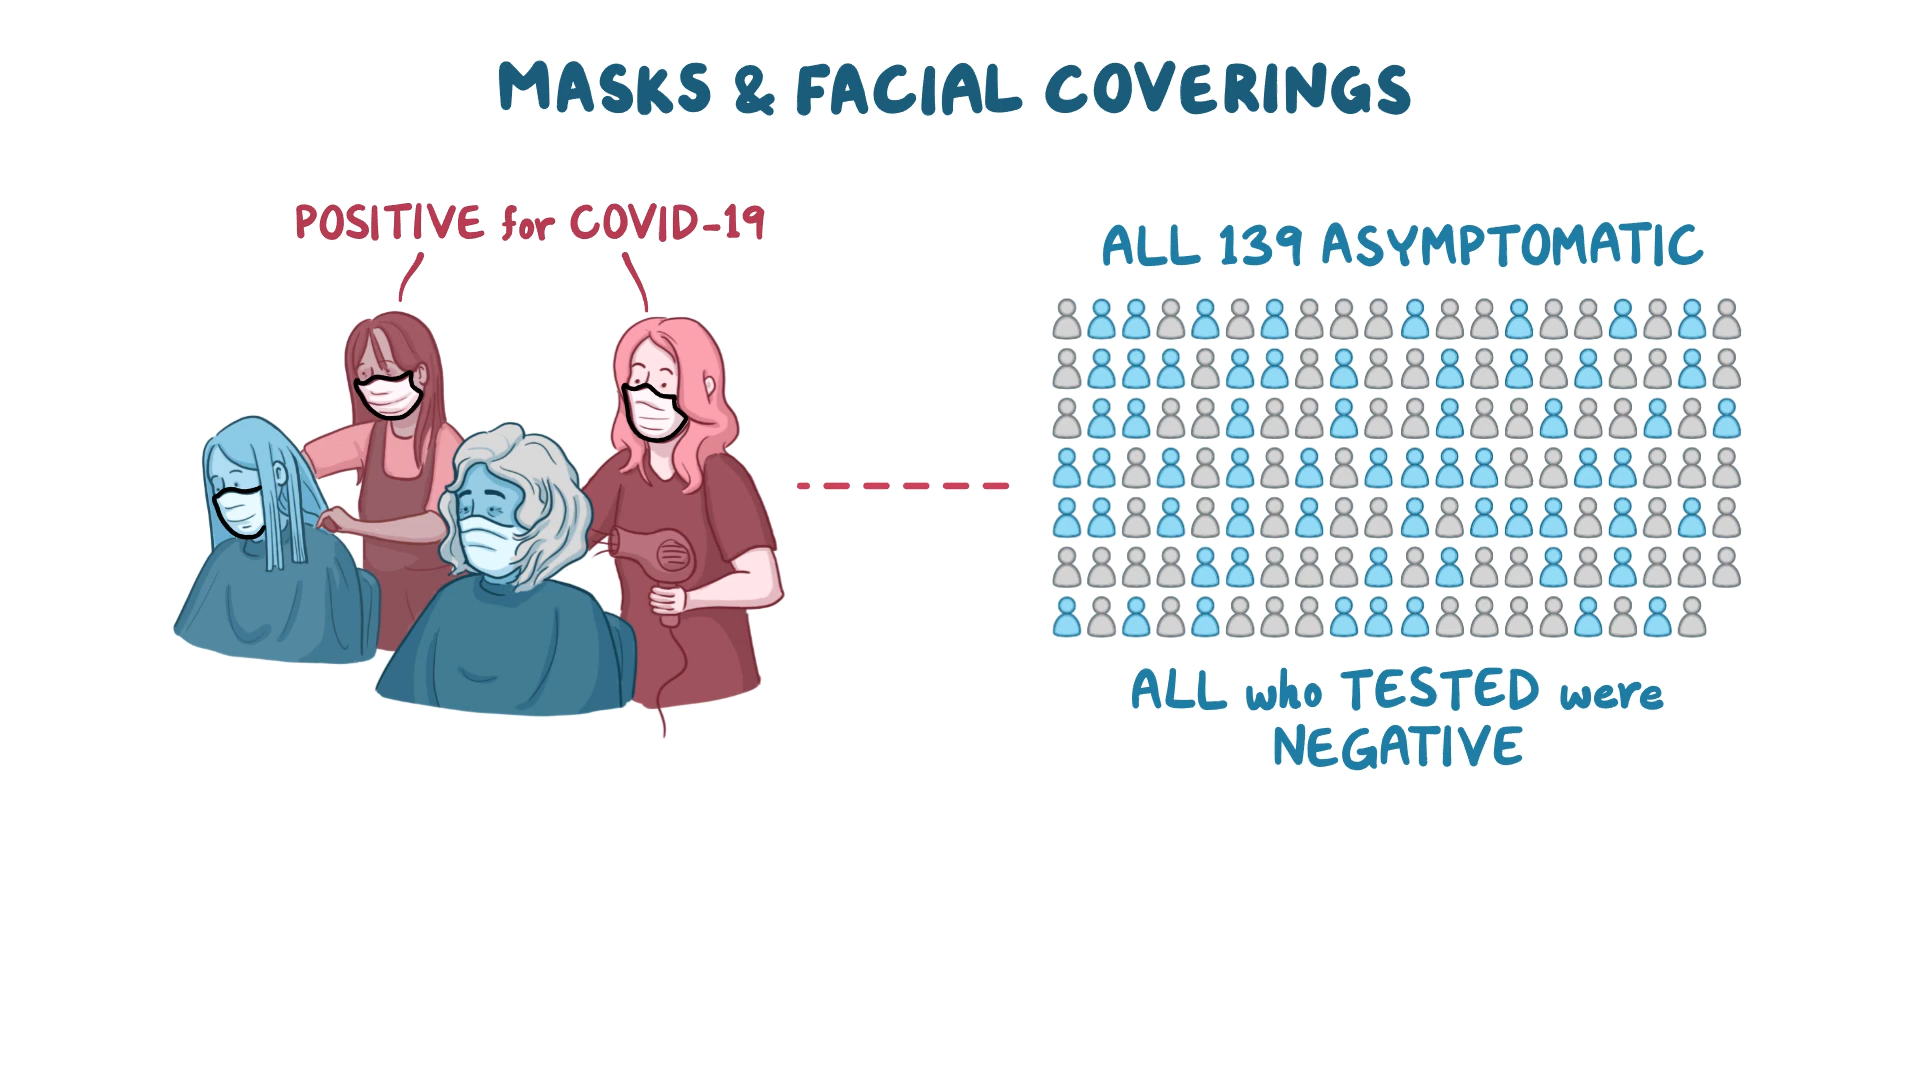 MASKS & FACIAL COVERINGS
POSITIVE for COVID-19
ALL 139 ASYMPTOMATIC
ALL who TESTED were
NEGATIVE